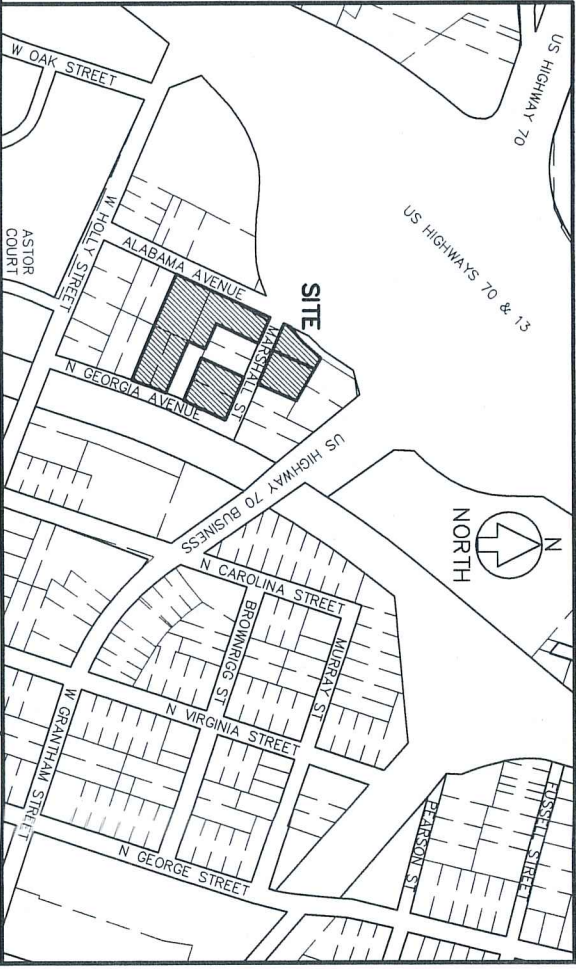 US HIGHWAY 70
US HIGHWAYS 70 & 13
W OAK STREET
W HOLLY STREET
ASTOR
COURT
ALABAMA AVENUE
SITE
MARSHALL ST
N GEORGIA AVENUE
US HIGHWAY 70 BUSINESS
N
NORTH
N CAROLINA STREET
BROWNRIGG ST
MURRAY ST
N VIRGINIA STREET
W GRANTHAM STREET
N GEORGE STREET
PEARSON ST
FUSSELL STREET